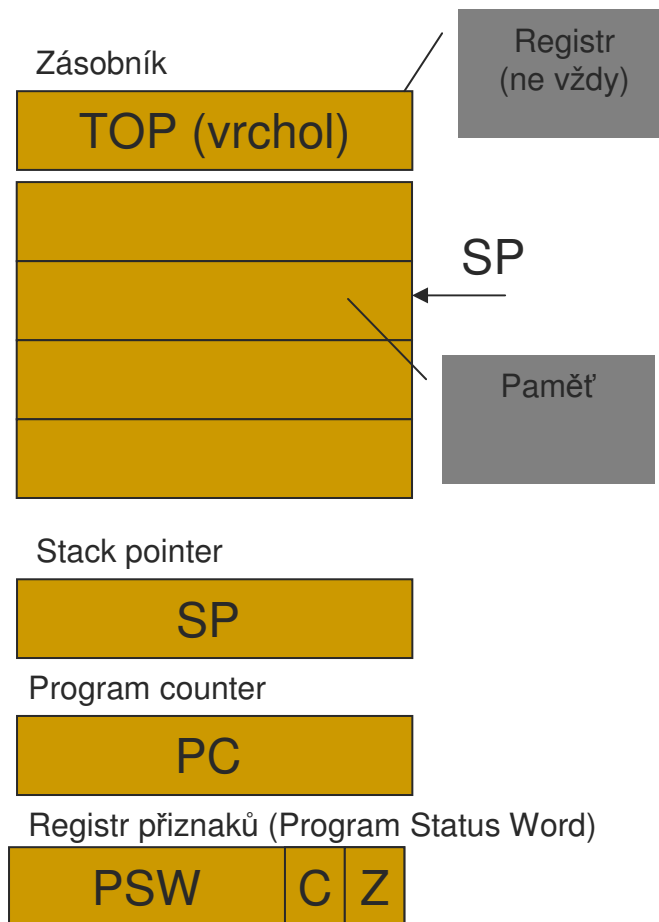 Zásobník
Registr
(ne vždy)
TOP (vrchol)
SP
Paměť
Stack pointer
SP
Program counter
PC
Registr přiznaků (Program Status Word)
PSW C Z